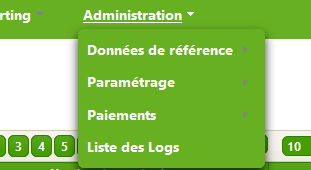 rting Administration
Données de référence
Paramétrage
Paiements
Liste des Logs
3 4 5 10